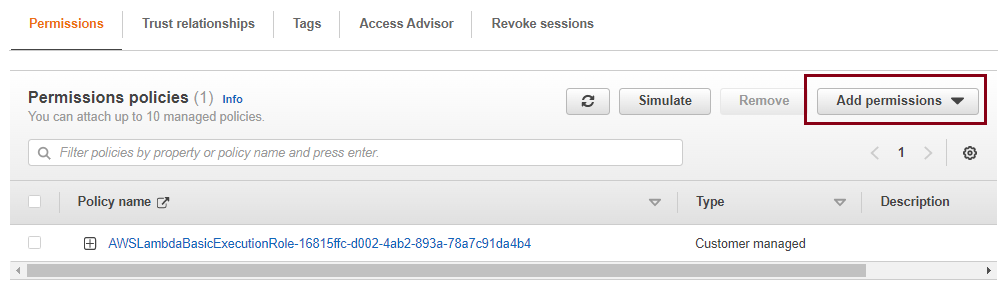 Permissions Trust relationships Tags Access Advisor Revoke sessions
Permissions policies (1) Info
You can attach up to 10 managed policies.
Simulate Remove Add permissions
Filter policies by property or policy name and press enter.
1
Policy name Type Description
AWSLambdaBasicExecutionRole-16815ffc-d002-4ab2-893a-78a7c91da4b4 Customer managed